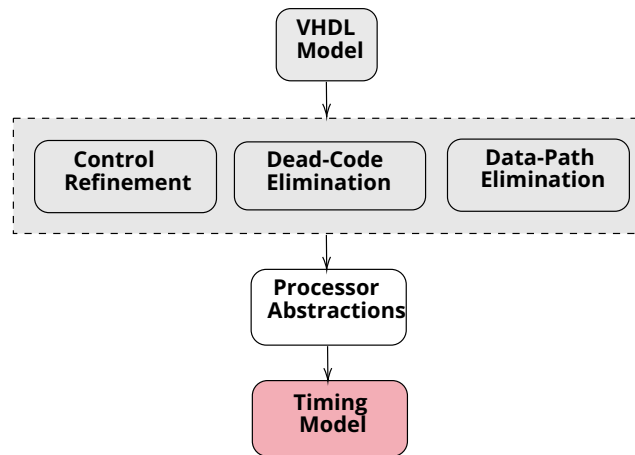 VHDL
Model
Control
Refinement
Dead-Code
Elimination
Data-Path
Elimination
Processor
Abstractions
Timing
Model